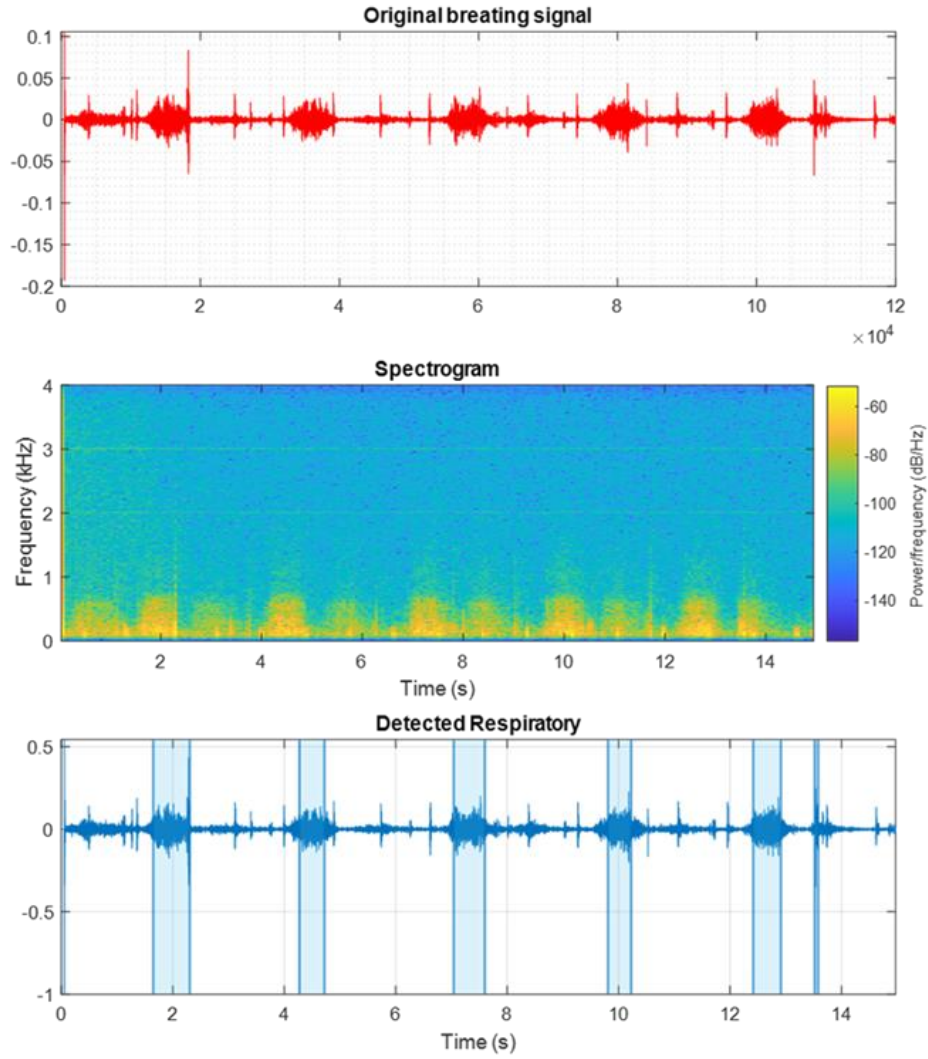 Original breating signal
0.1
0.05
0
-0.05
-0.1
-0.15
-0.2
0 2 4 6 8 10 12
× 10^4
Spectrogram
4
3
2
1
0
Frequency (kHz)
2 4 6 8 10 12 14
Time (s)
-60
-80
-100
-120
-140
Power/frequency (dB/Hz)
Detected Respiratory
0.5
0
-0.5
-1
0 2 4 6 8 10 12 14
Time (s)